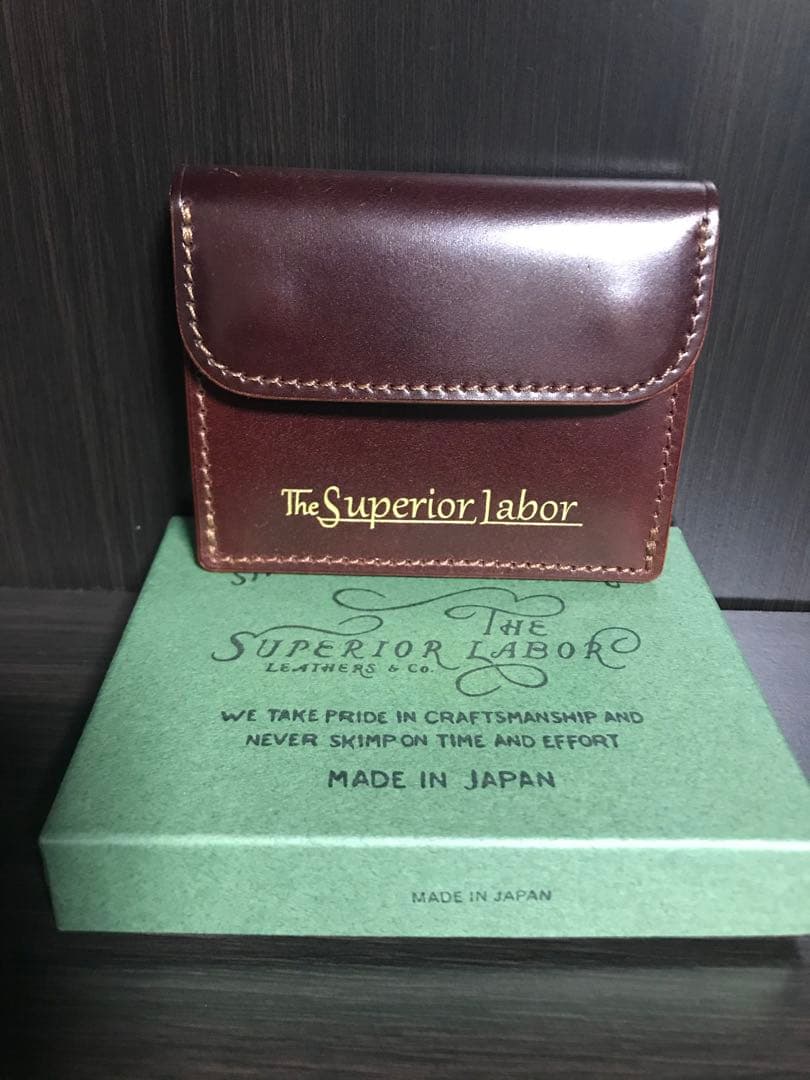 The Superior Labor
THE
SUPERIOR LABOR
LEATHERS & CO.
WE TAKE PRIDE IN CRAFTSMANSHIP AND
NEVER SKIMP ON TIME AND EFFORT
MADE IN JAPAN
MADE IN JAPAN